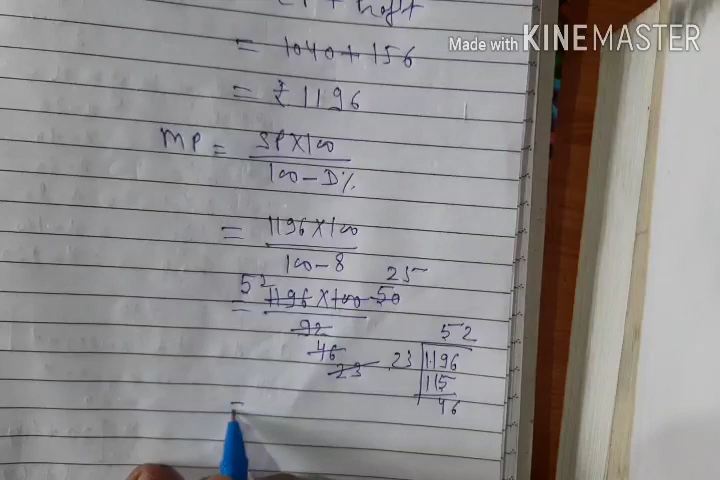 CP + Profit
Made with KINEMASTER
= 1040 + 156
= ₹ 1196
MP = SP X 100
100 - D%
= 1196 X 100
100 - 8
52 25
= 1196 X 100 50
92
46
23
52
23 1196
115
46
=